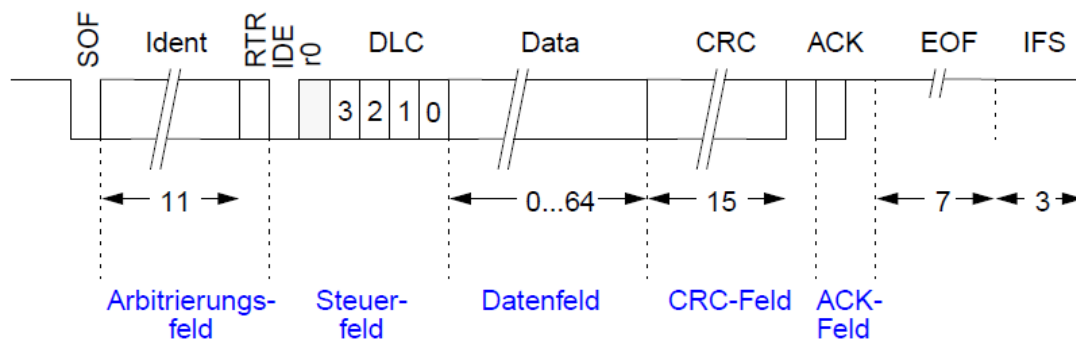 SOF Ident RTR IDE r0 DLC Data CRC ACK EOF IFS
3 2 1 0
11 0...64 15 7 3
Arbitrierungs- Steuer- Datenfeld CRC-Feld ACK-
feld feld Feld